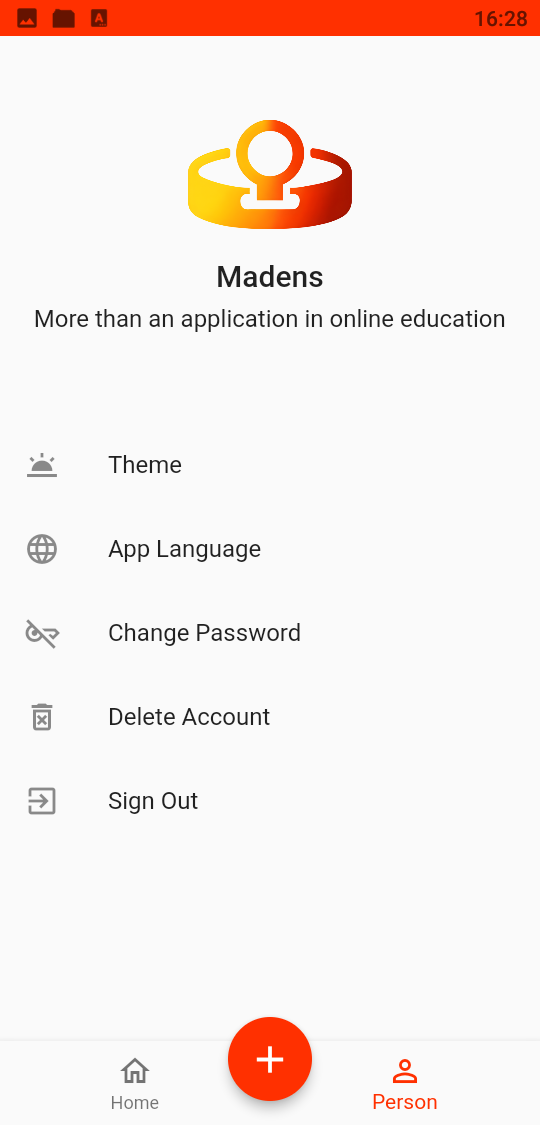 16:28
Madens
More than an application in online education
Theme
App Language
Change Password
Delete Account
Sign Out
Home
Person